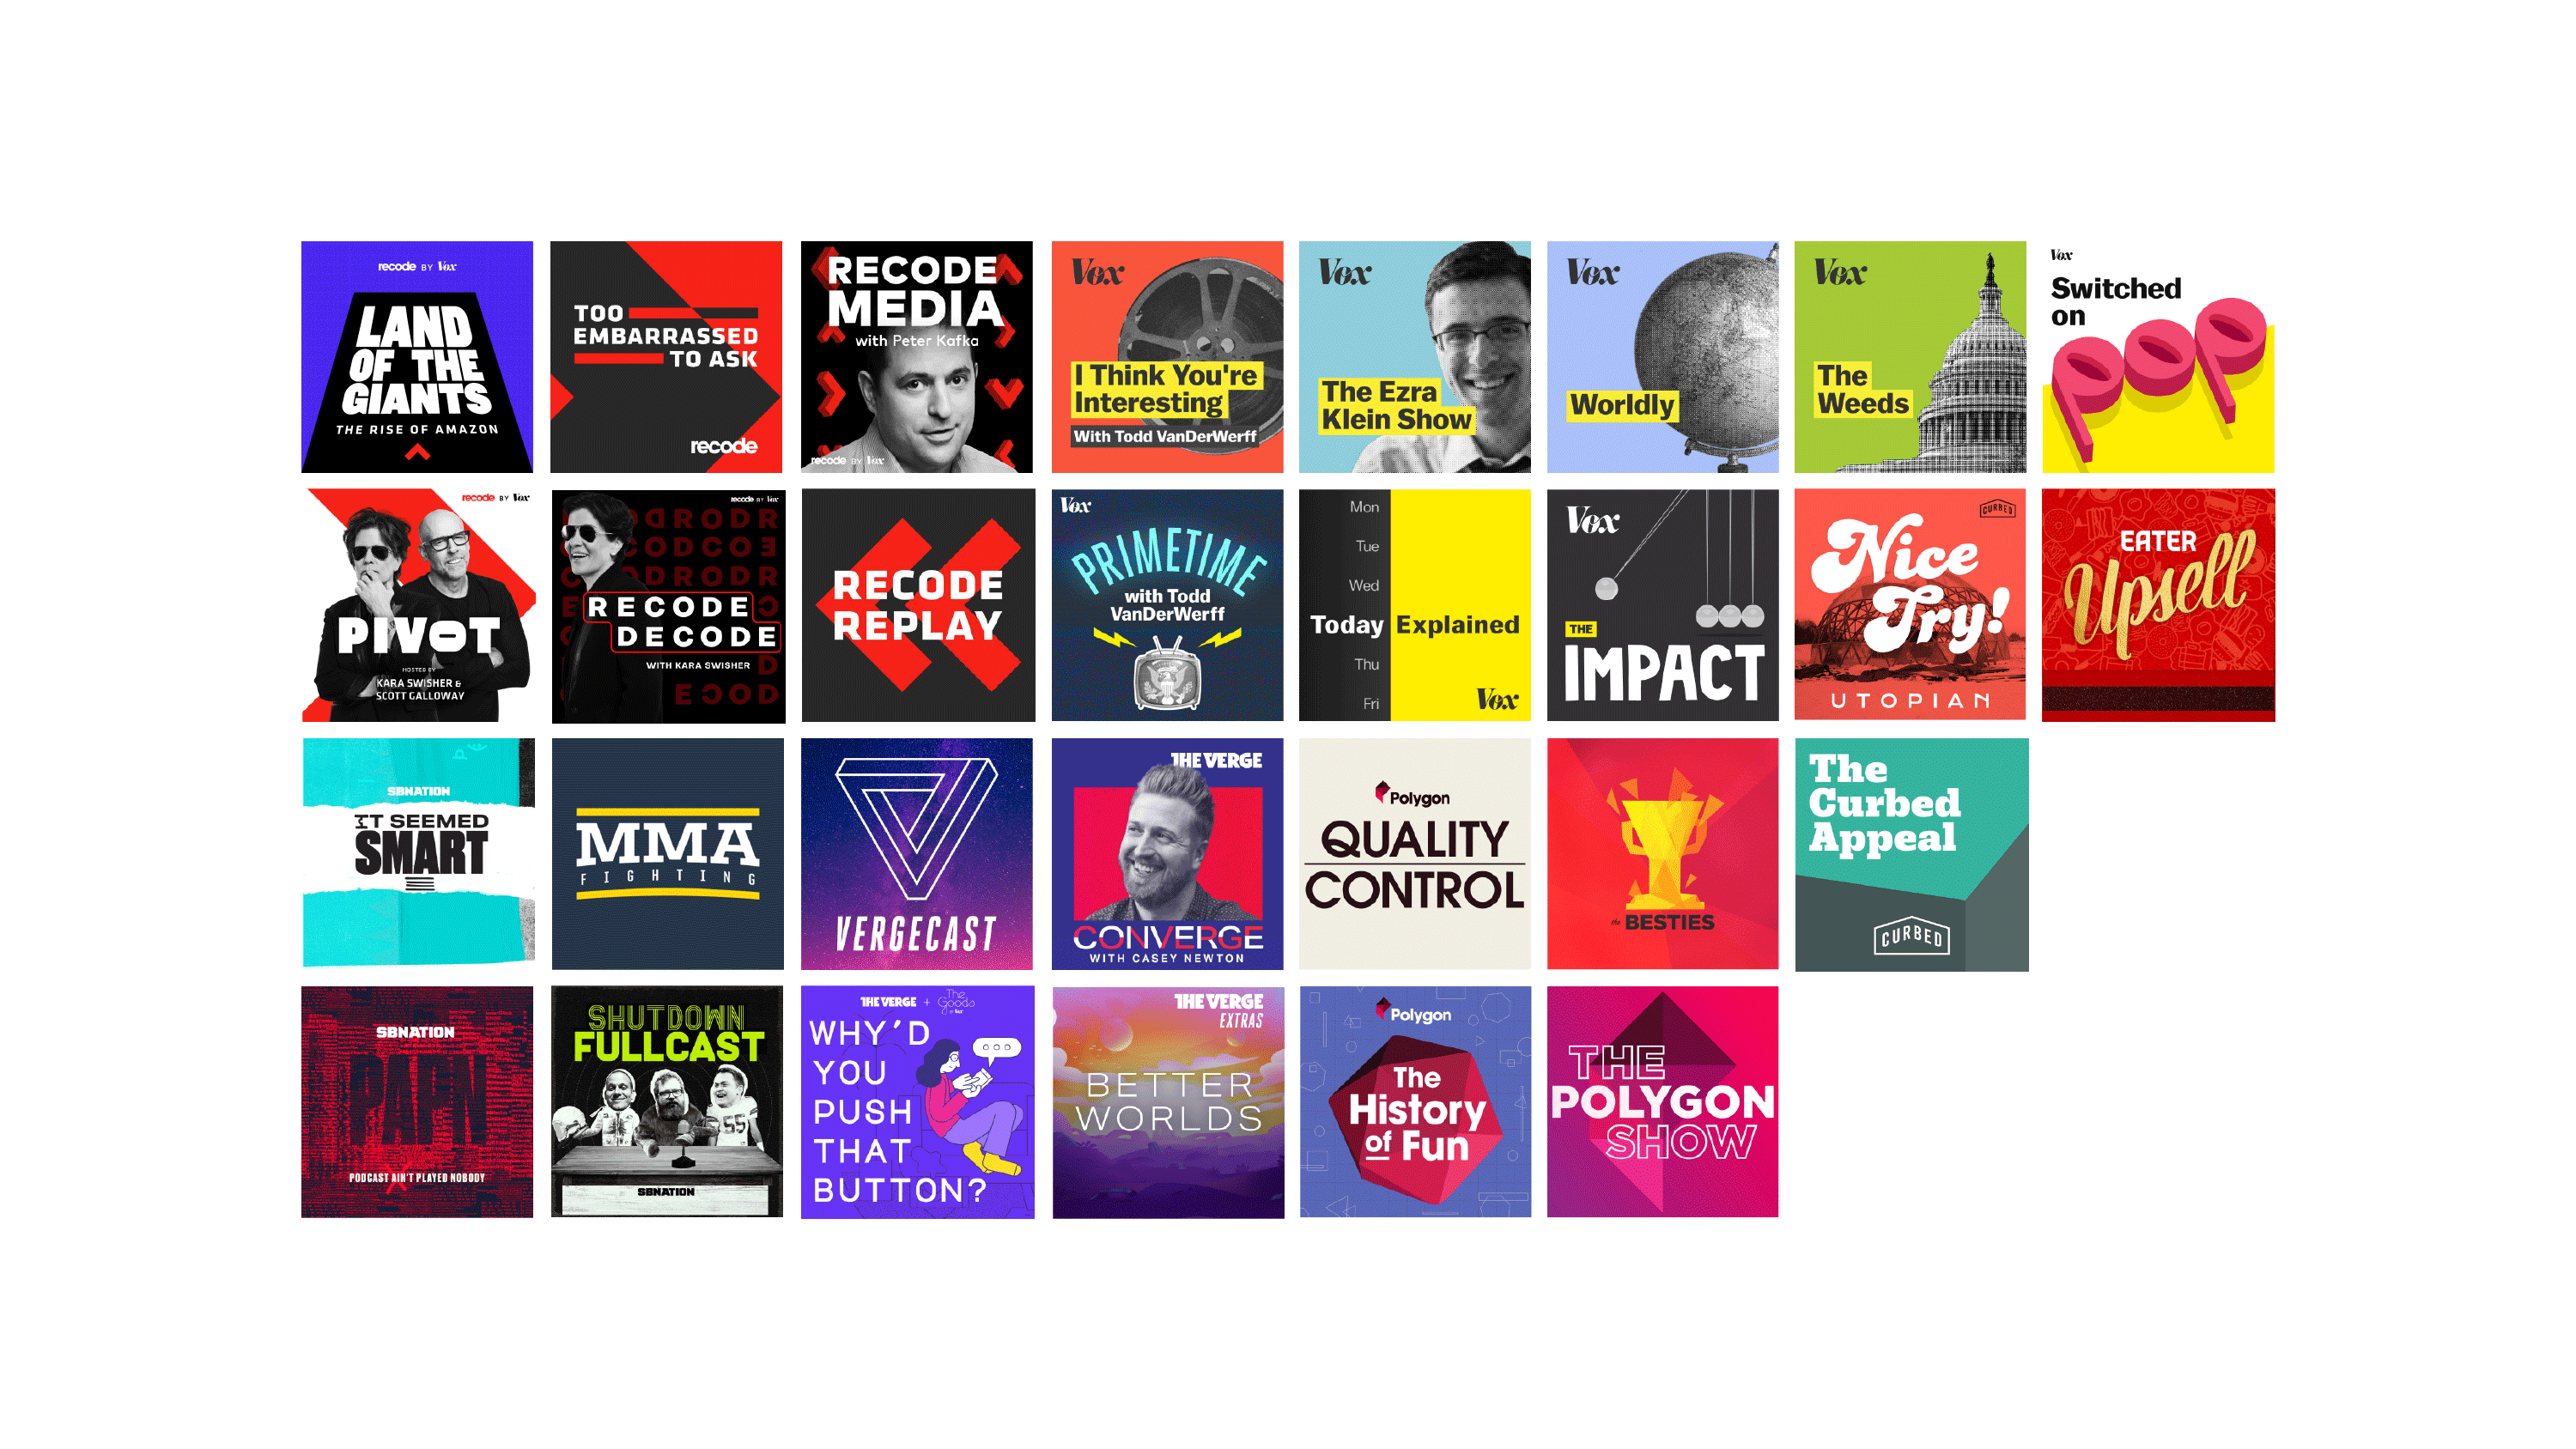 recode BY Vox
LAND
OF THE
GIANTS
THE RISE OF AMAZON
TOO
EMBARRASSED
TO ASK
recode
RECODE
MEDIA
with Peter Kafka
recode BY Vox
Vox
I Think You're
Interesting
With Todd VanDerWerff
Vox
The Ezra
Klein Show
Vox
Worldly
Vox
The
Weeds
Vox
Switched
on
POP
recode BY Vox
PIVOT
HOSTED BY
KARA SWISHER &
SCOTT GALLOWAY
recode BY Vox
RECODE
DECODE
WITH KARA SWISHER
RECODE
REPLAY
Vox
PRIMETIME
with Todd
VanDerWerff
Mon
Tue
Wed
Today Explained
Thu
Fri
Vox
Vox
THE
IMPACT
CURBED
Nice
Try!
UTOPIAN
EATER
Upsell
SBNATION
IT SEEMED
SMART
MMA
FIGHTING
VERGECAST
THE VERGE
CONVERGE
WITH CASEY NEWTON
Polygon
QUALITY
CONTROL
the BESTIES
The
Curbed
Appeal
CURBED
SBNATION
PAPN
PODCAST AIN'T PLAYED NOBODY
SHUTDOWN
FULLCAST
SBNATION
THE VERGE + The Goods by Vox
WHY'D
YOU
PUSH
THAT
BUTTON?
THE VERGE
EXTRAS
BETTER
WORLDS
Polygon
The
History
of Fun
THE
POLYGON
SHOW